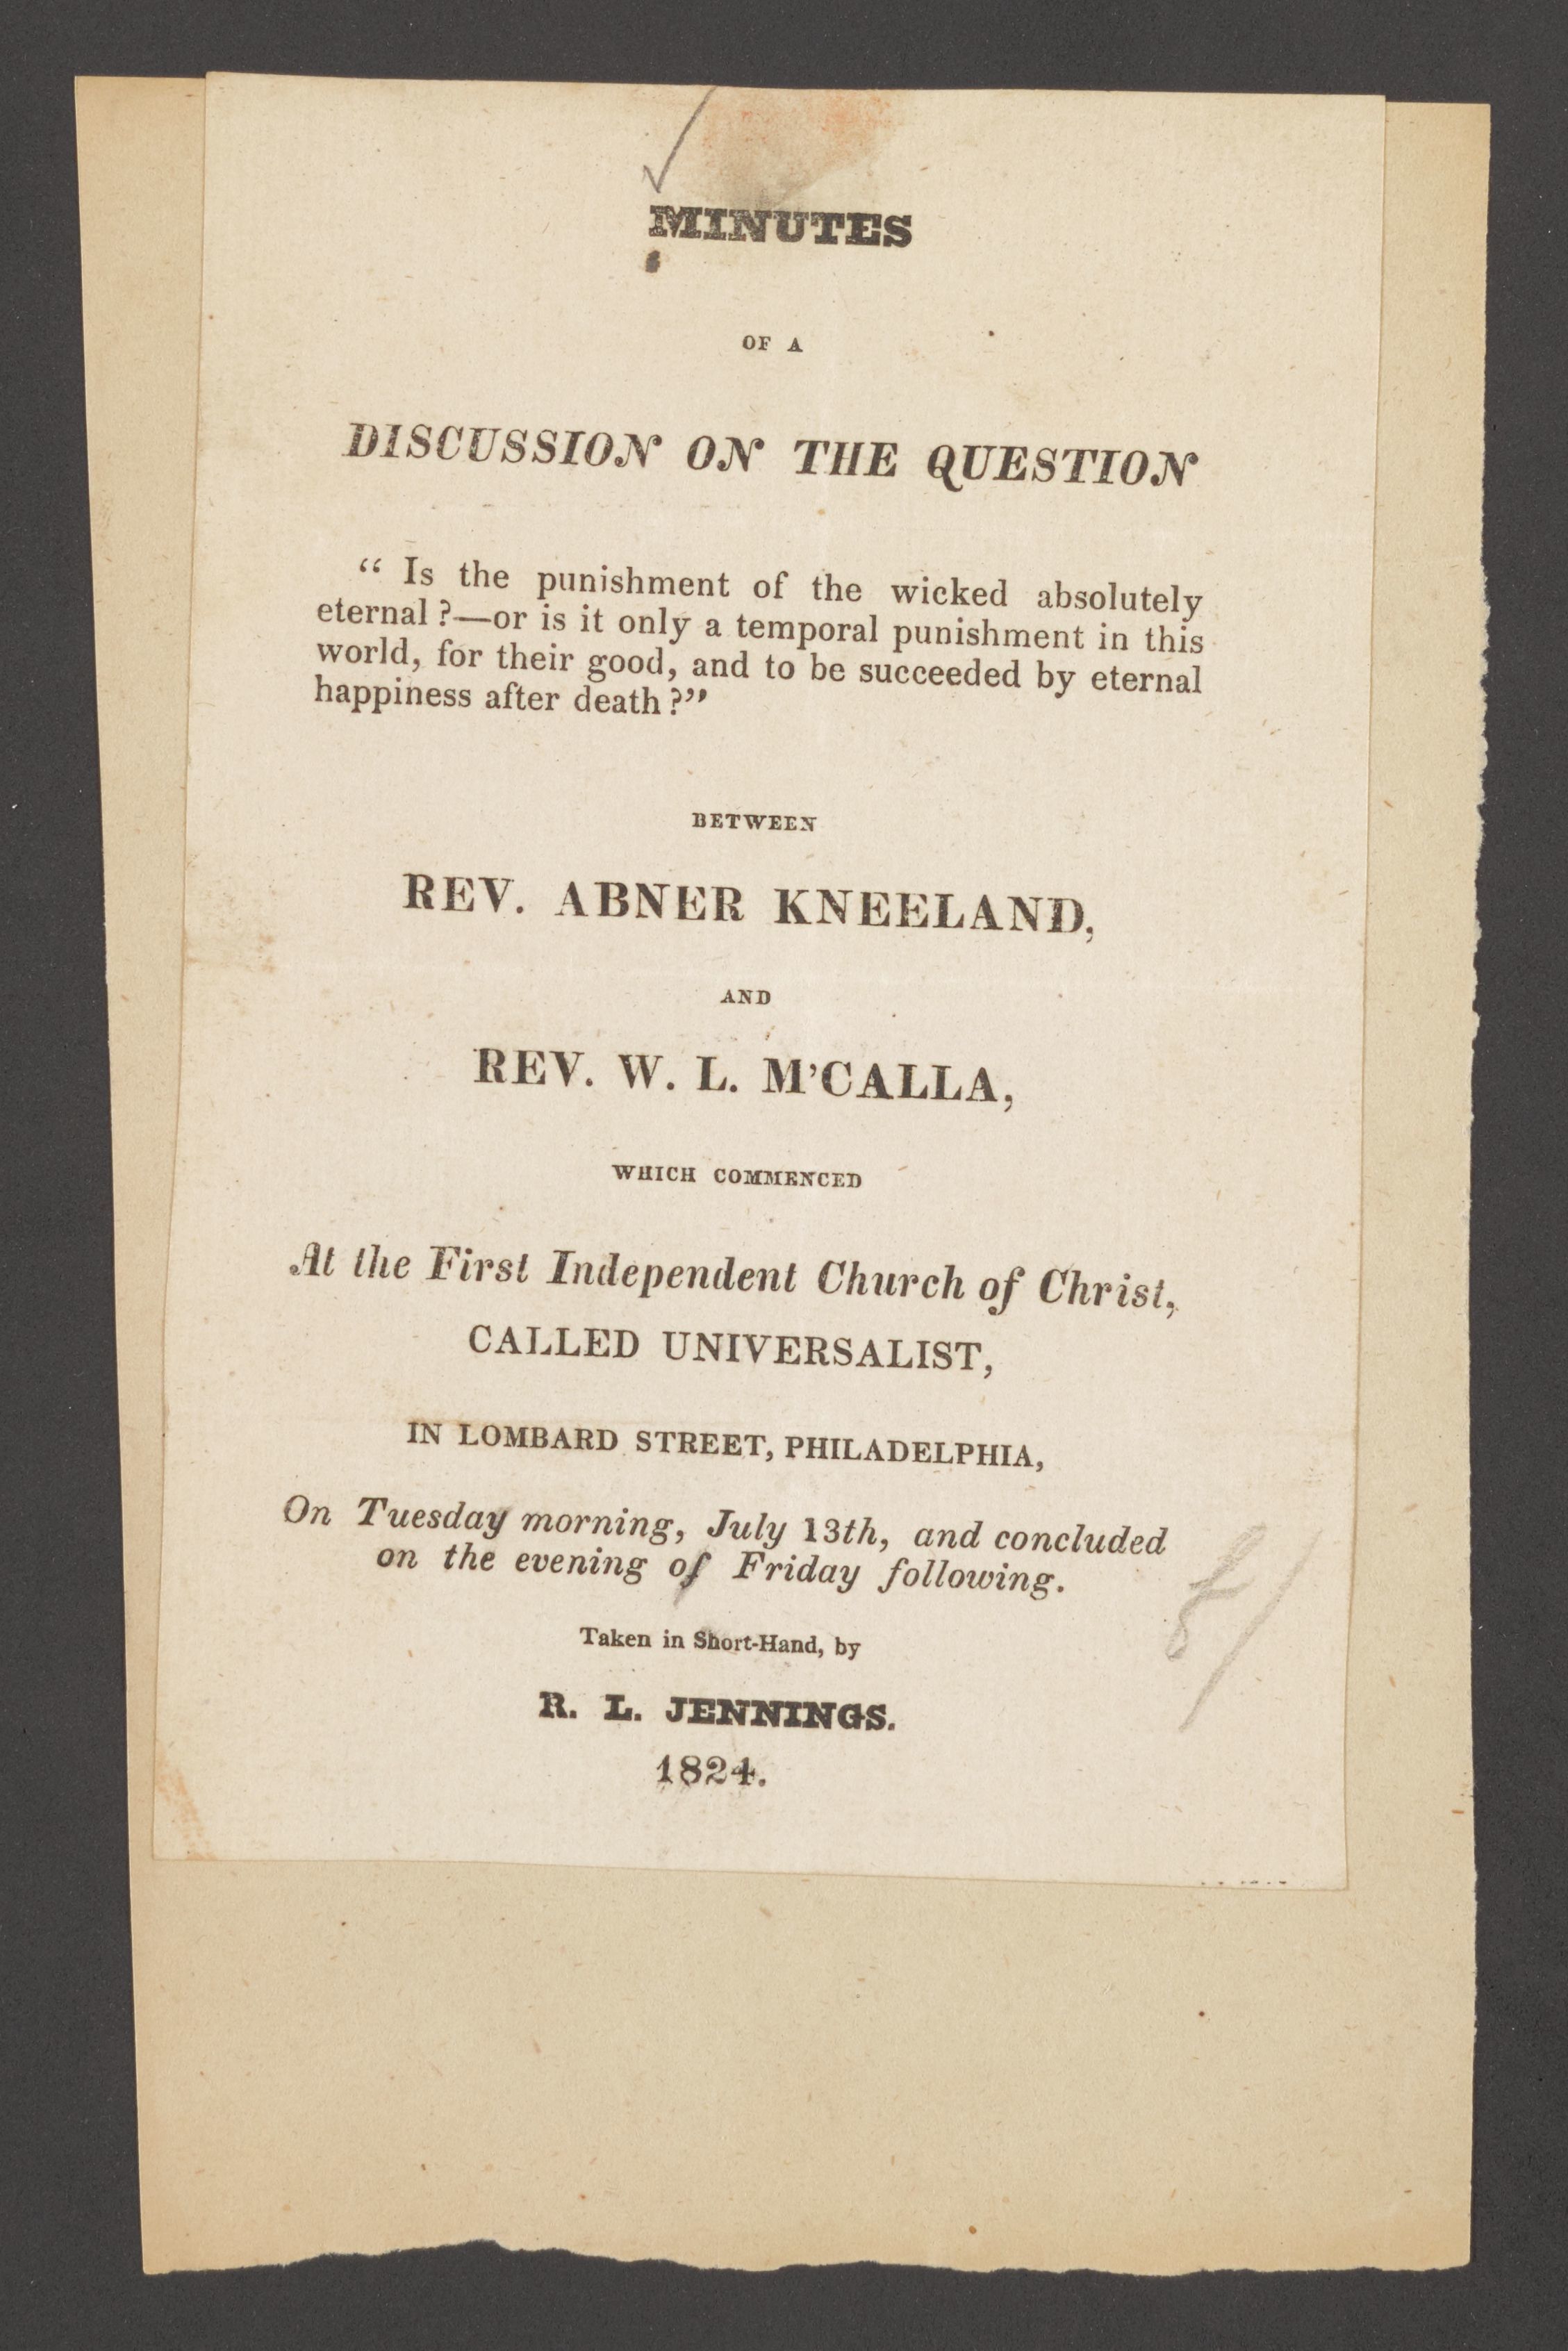 MINUTES
OF A
DISCUSSION ON THE QUESTION
“ Is the punishment of the wicked absolutely
eternal ?—or is it only a temporal punishment in this
world, for their good, and to be succeeded by eternal
happiness after death ?”
BETWEEN
REV. ABNER KNEELAND,
AND
REV. W. L. M’CALLA,
WHICH COMMENCED
At the First Independent Church of Christ,
CALLED UNIVERSALIST,
IN LOMBARD STREET, PHILADELPHIA,
On Tuesday morning, July 13th, and concluded
on the evening of Friday following.
Taken in Short-Hand, by
R. L. JENNINGS.
1824.